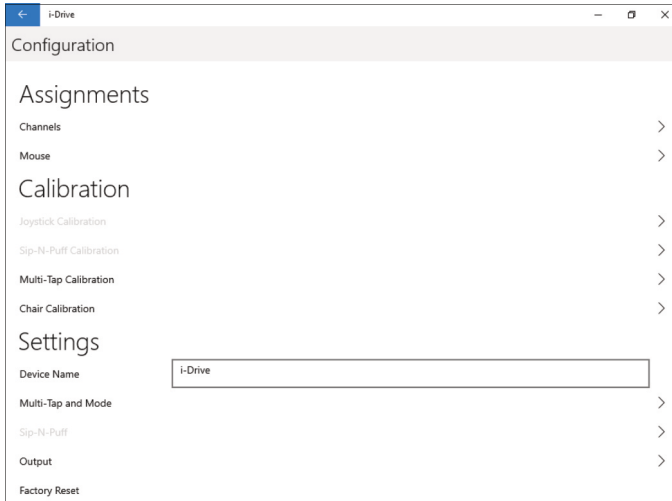 i-Drive
Configuration
Assignments
Channels
Mouse
Calibration
Joystick Calibration
Sip-N-Puff Calibration
Multi-Tap Calibration
Chair Calibration
Settings
Device Name i-Drive
Multi-Tap and Mode
Sip-N-Puff
Output
Factory Reset